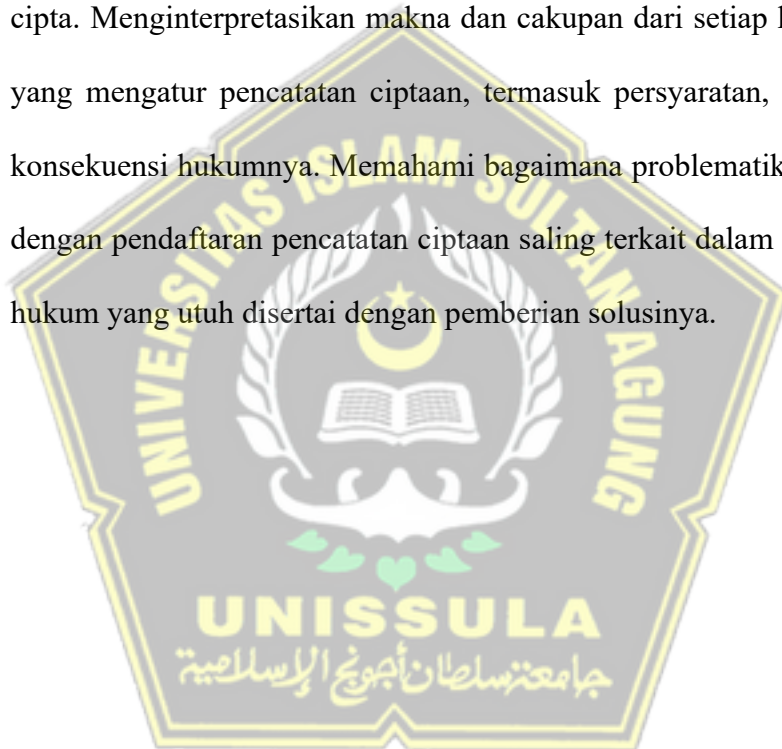 cipta. Menginterpretasikan makna dan cakupan dari setiap
yang mengatur pencatatan ciptaan, termasuk persyaratan,
konsekuensi hukumnya. Memahami bagaimana problematik
dengan pendaftaran pencatatan ciptaan saling terkait dalam
hukum yang utuh disertai dengan pemberian solusinya.
UNIVERSITAS ISLAM SULTAN AGUNG
UNISSULA
جامعة سلطان أجونج الإسلامية